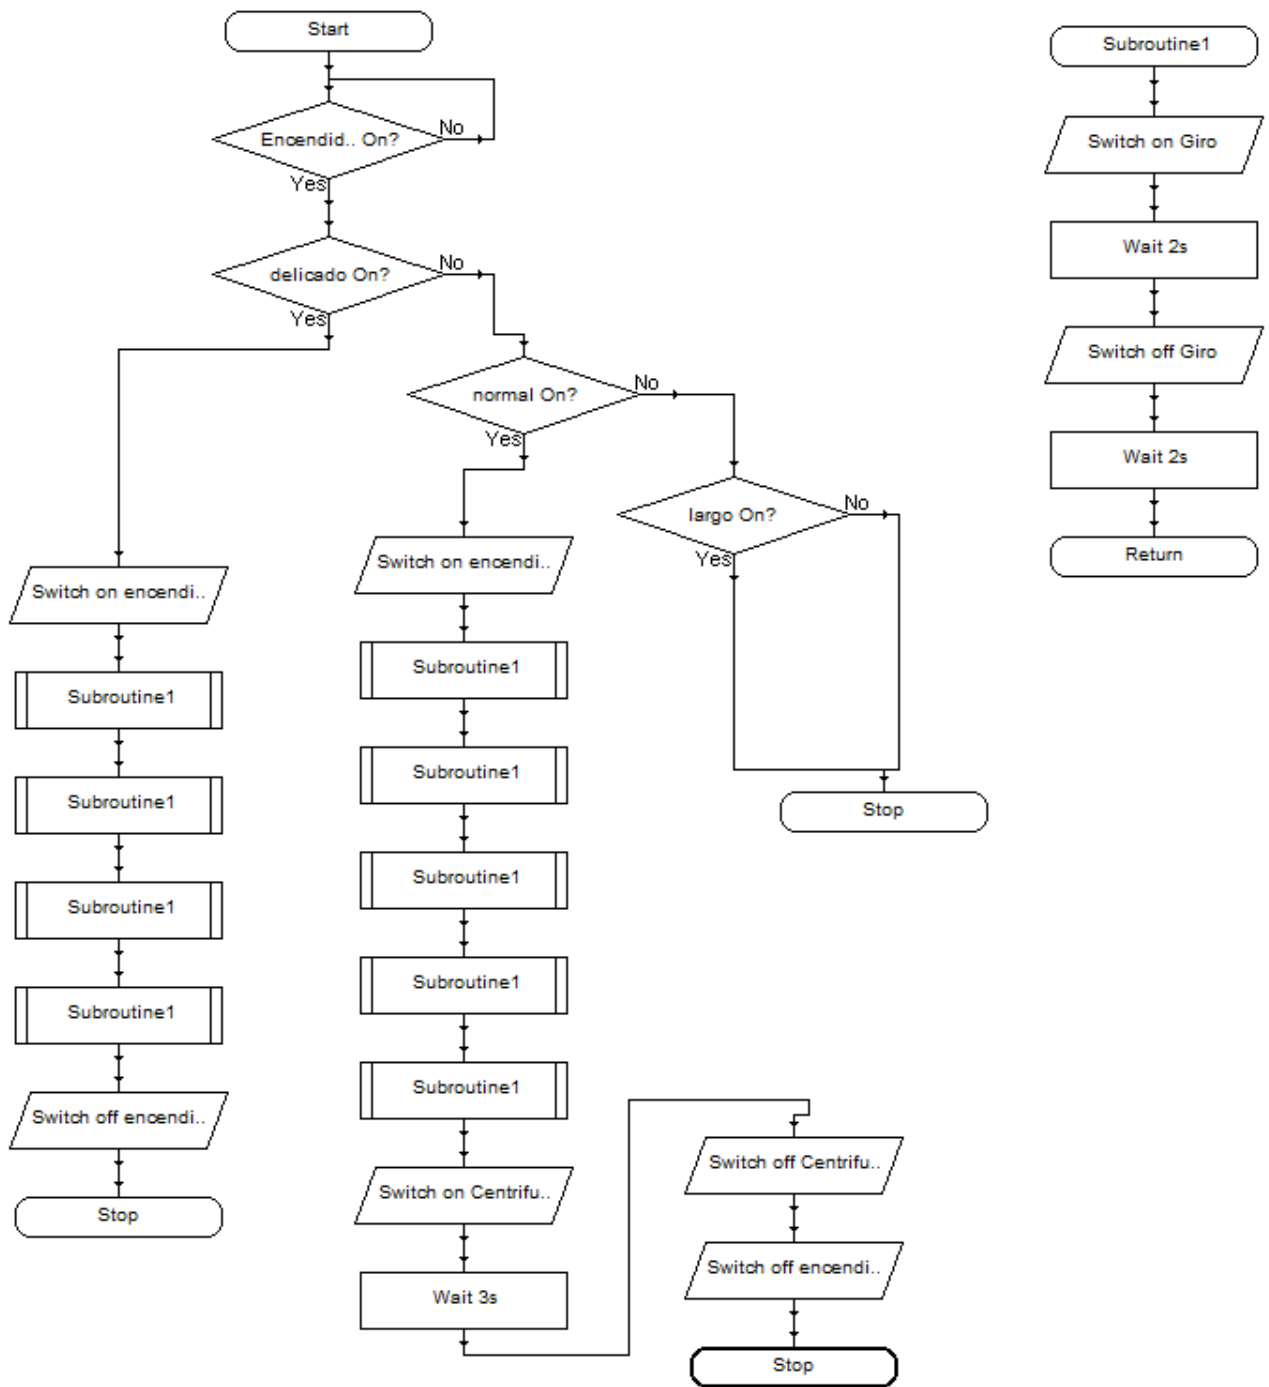 Start
Encendid.. On?
No
Yes
delicado On?
No
Yes
normal On?
No
Yes
largo On?
No
Yes
Stop
Switch on encendi..
Subroutine1
Subroutine1
Subroutine1
Subroutine1
Switch off encendi..
Stop
Switch on encendi..
Subroutine1
Subroutine1
Subroutine1
Subroutine1
Subroutine1
Switch on Centrifu..
Wait 3s
Switch off Centrifu..
Switch off encendi..
Stop
Subroutine1
Switch on Giro
Wait 2s
Switch off Giro
Wait 2s
Return